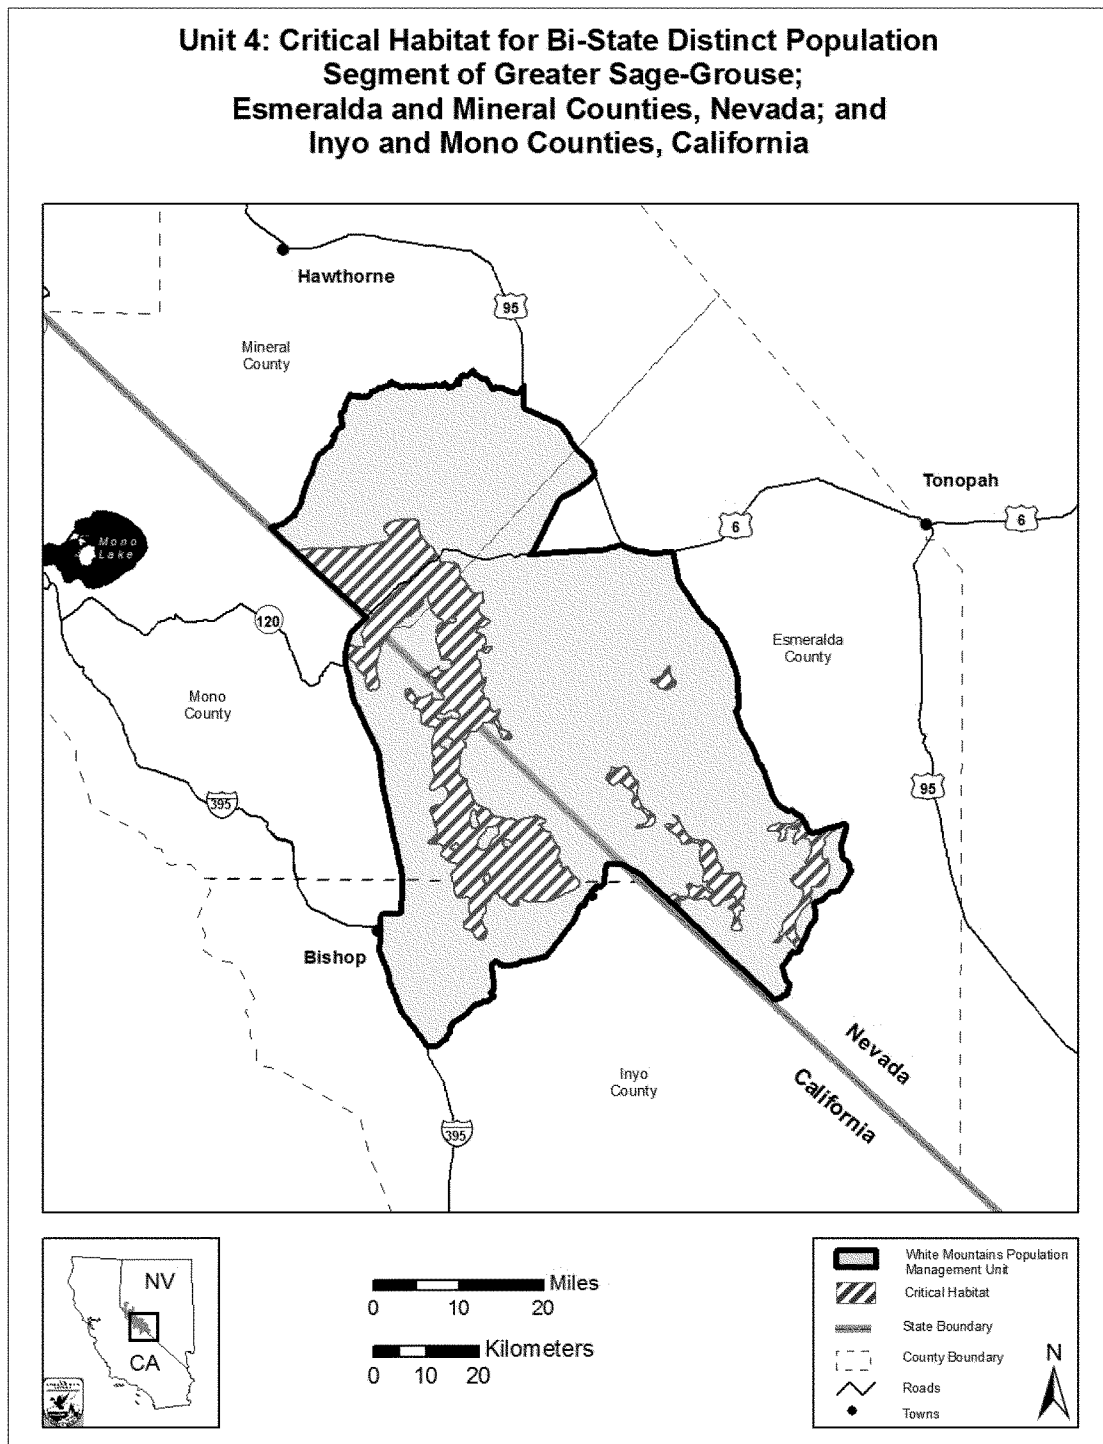 Unit 4: Critical Habitat for Bi-State Distinct Population
Segment of Greater Sage-Grouse;
Esmeralda and Mineral Counties, Nevada; and
Inyo and Mono Counties, California
Hawthorne
95
Mineral
County
Tonopah
6
6
Mono
Lake
120
Esmeralda
County
Mono
County
95
395
Bishop
Nevada
California
Inyo
County
395
NV
CA
Miles
0 10 20
Kilometers
0 10 20
White Mountains Population
Management Unit
Critical Habitat
State Boundary
County Boundary
Roads
Towns
N